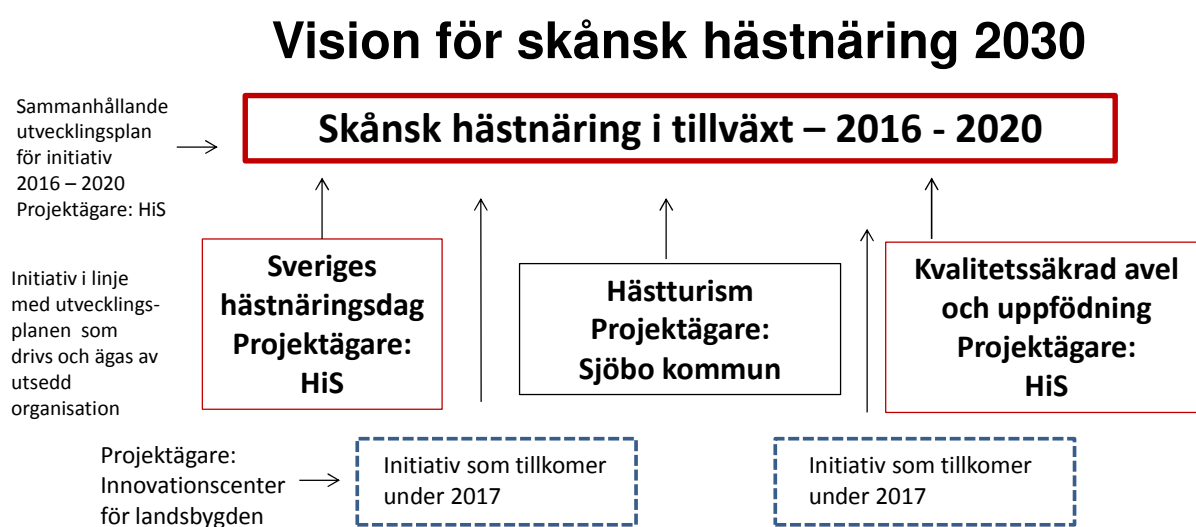 Vision för skånsk hästnäring 2030
Sammanhållande
utvecklingsplan
för initiativ
2016 – 2020
Projektägare: HiS
Skånsk hästnäring i tillväxt – 2016 - 2020
Initiativ i linje
med utvecklings-
planen som
drivs och ägas av
utsedd
organisation
Sveriges
hästnäringsdag
Projektägare:
HiS
Hästturism
Projektägare:
Sjöbo kommun
Kvalitetssäkrad avel
och uppfödning
Projektägare:
HiS
Projektägare:
Innovationscenter
för landsbygden
Initiativ som tillkomer
under 2017
Initiativ som tillkomer
under 2017